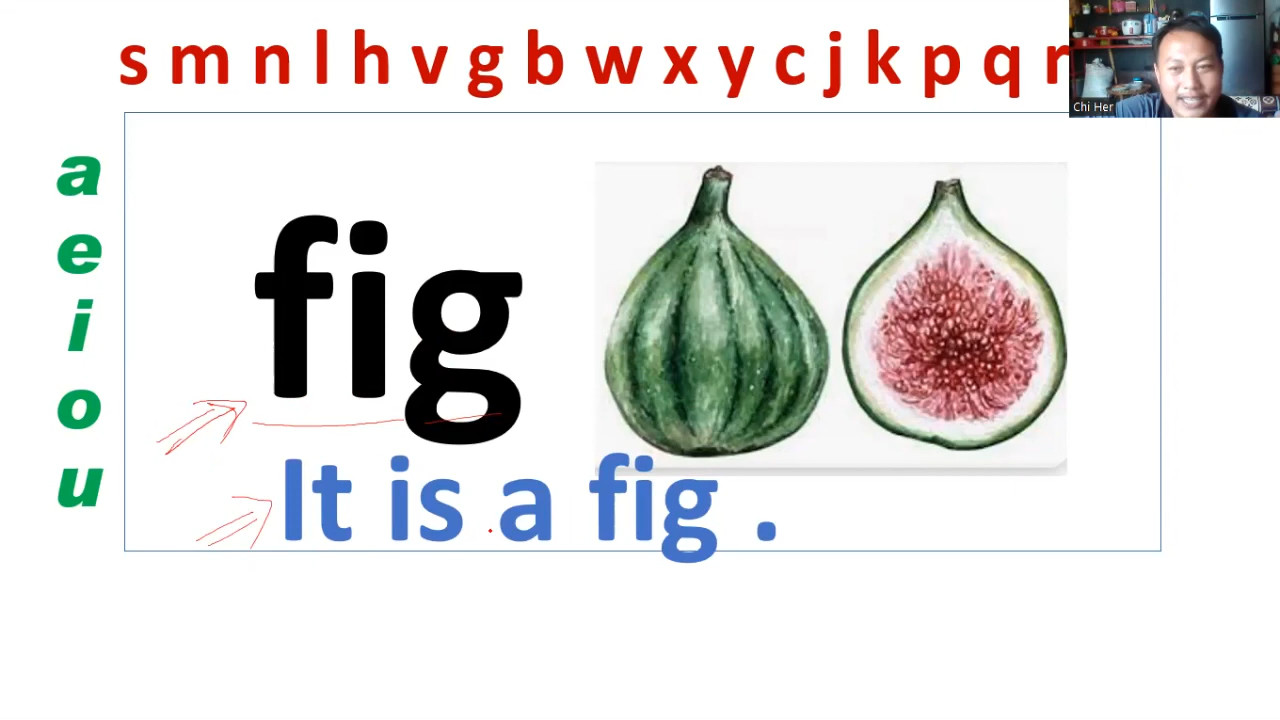 s m n l h v g b w x y c j k p q r
Chi Her
a
e
i
o
u
fig
It is a fig .